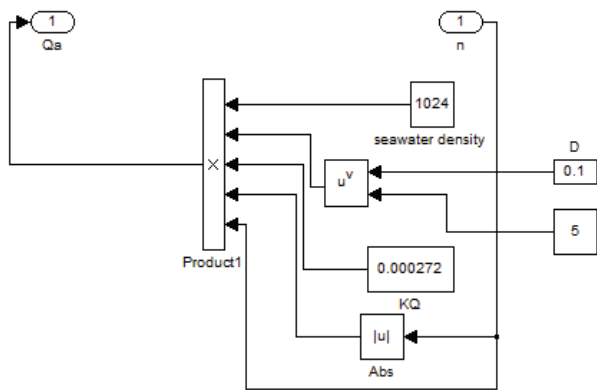 1
Qa
1
n
1024
seawater density
×
u^v
D
0.1
5
Product1
0.000272
KQ
|u|
Abs